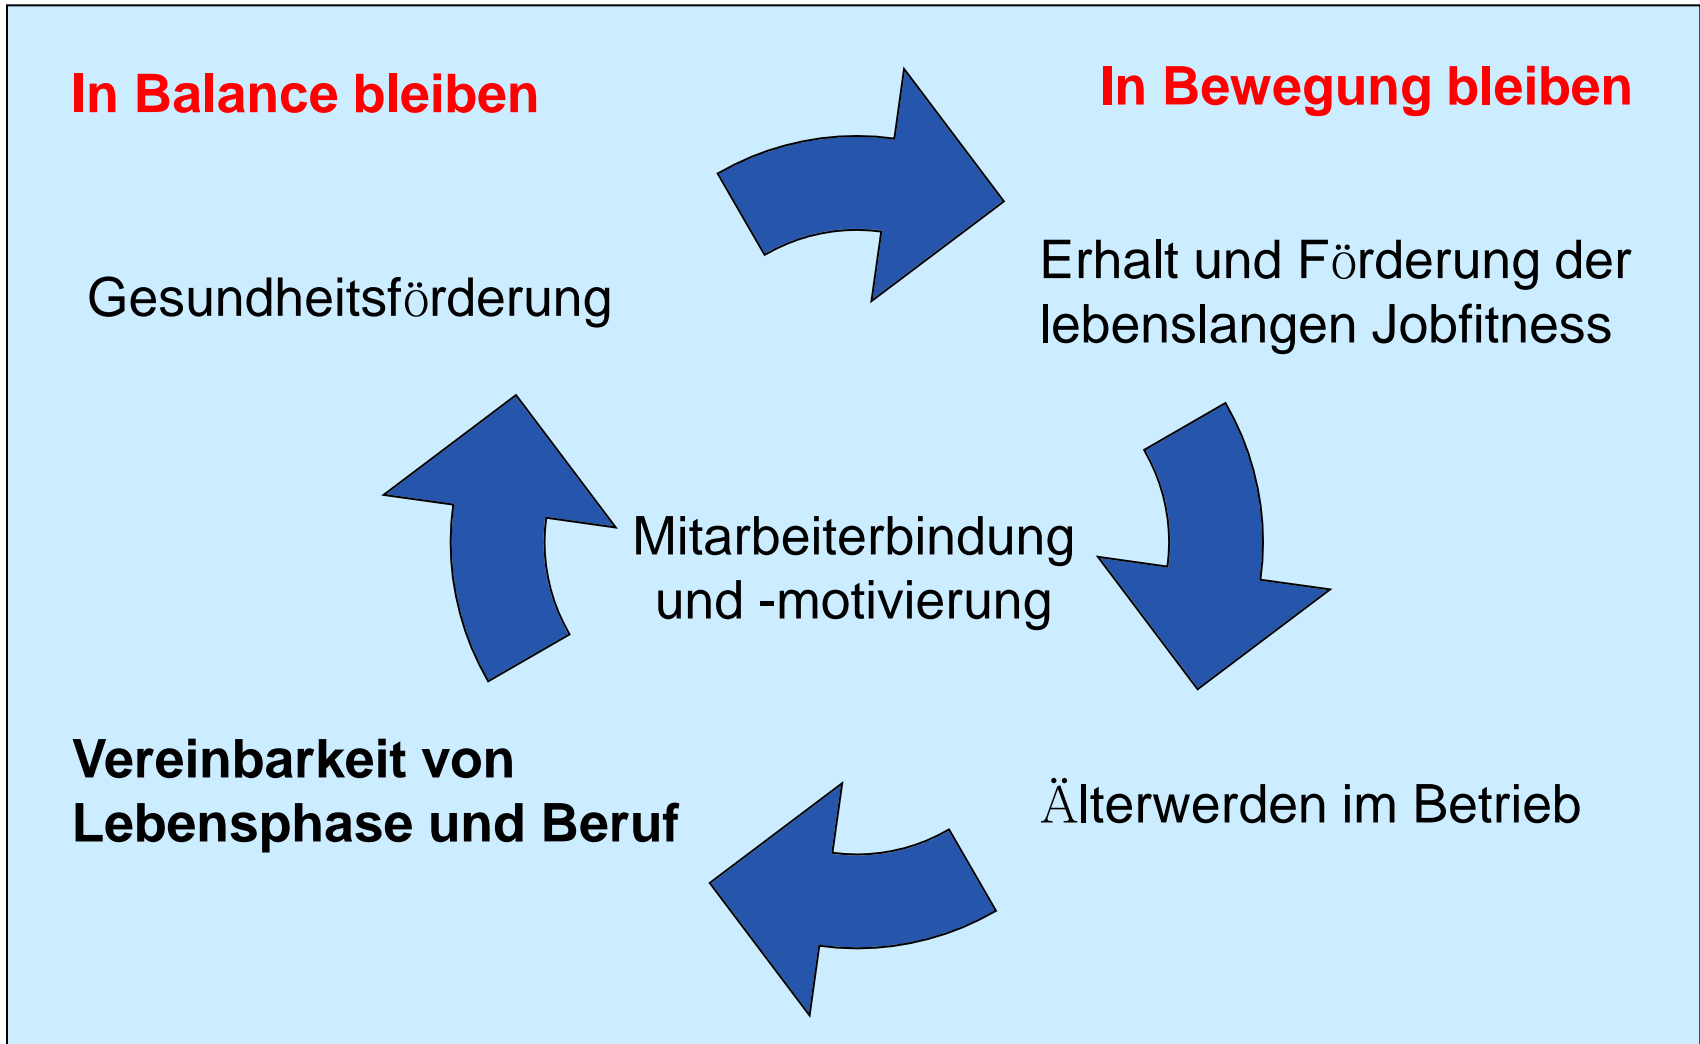 In Balance bleiben
In Bewegung bleiben
Gesundheitsförderung
Erhalt und Förderung der
lebenslangen Jobfitness
Mitarbeiterbindung
und -motivierung
Vereinbarkeit von
Lebensphase und Beruf
Älterwerden im Betrieb